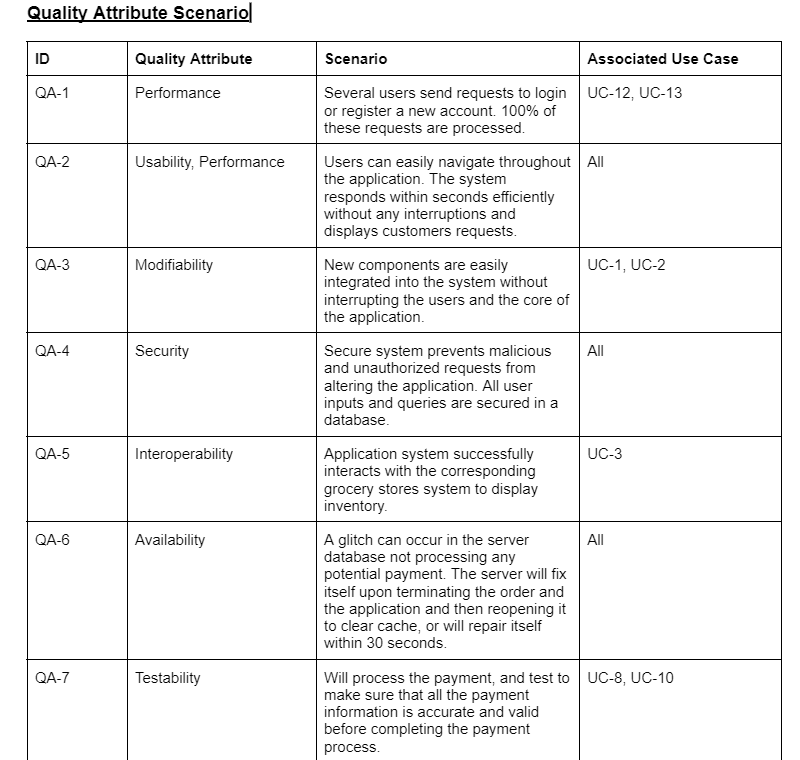 Quality Attribute Scenario
ID Quality Attribute Scenario Associated Use Case
QA-1 Performance Several users send requests to login UC-12, UC-13
or register a new account. 100% of
these requests are processed.
QA-2 Usability, Performance Users can easily navigate throughout All
the application. The system
responds within seconds efficiently
without any interruptions and
displays customers requests.
QA-3 Modifiability New components are easily UC-1, UC-2
integrated into the system without
interrupting the users and the core of
the application.
QA-4 Security Secure system prevents malicious All
and unauthorized requests from
altering the application. All user
inputs and queries are secured in a
database.
QA-5 Interoperability Application system successfully UC-3
interacts with the corresponding
grocery stores system to display
inventory.
QA-6 Availability A glitch can occur in the server All
database not processing any
potential payment. The server will fix
itself upon terminating the order and
the application and then reopening it
to clear cache, or will repair itself
within 30 seconds.
QA-7 Testability Will process the payment, and test to UC-8, UC-10
make sure that all the payment
information is accurate and valid
before completing the payment
process.